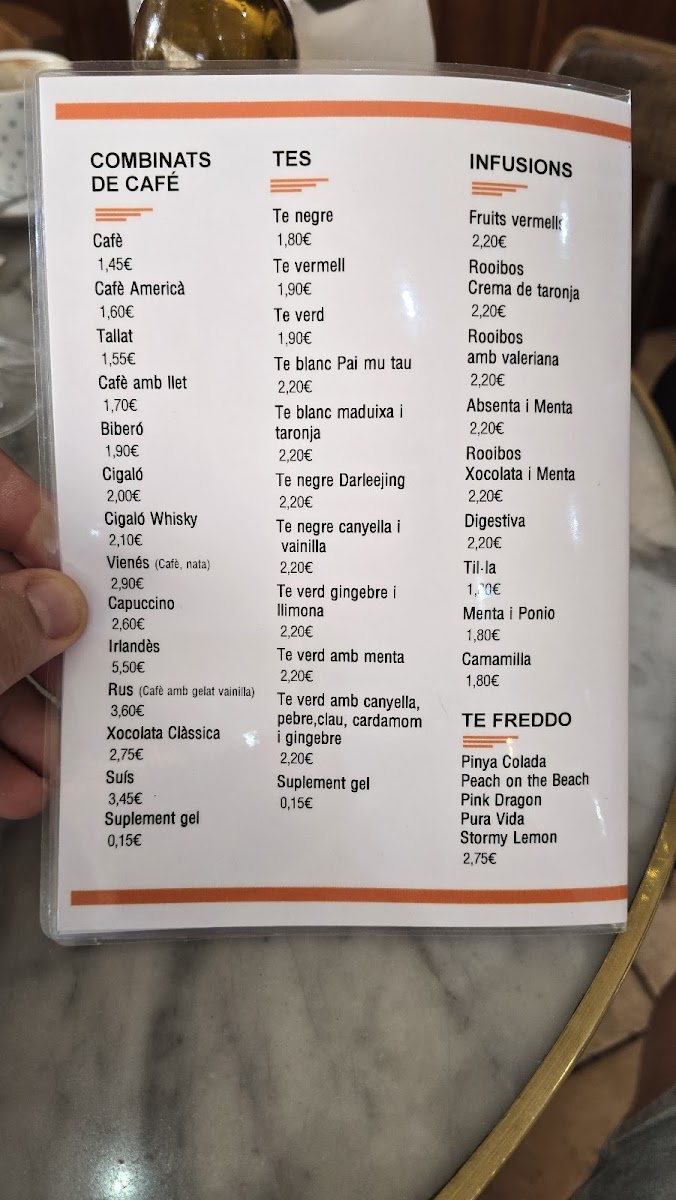 COMBINATS
DE CAFÉ
Cafè
1,45€
Cafè Americà
1,60€
Tallat
1,55€
Cafè amb llet
1,70€
Biberó
1,90€
Cigaló
2,00€
Cigaló Whisky
2,10€
Vienés (Cafè, nata)
2,90€
Capuccino
2,60€
Irlandès
5,50€
Rus (Cafè amb gelat vainilla)
3,60€
Xocolata Clàssica
2,75€
Suís
3,45€
Suplement gel
0,15€
TES
Te negre
1,80€
Te vermell
1,90€
Te verd
1,90€
Te blanc Pai mu tau
2,20€
Te blanc maduixa i
taronja
2,20€
Te negre Darleejing
2,20€
Te negre canyella i
vainilla
2,20€
Te verd gingebre i
llimona
2,20€
Te verd amb menta
2,20€
Te verd amb canyella,
pebre,clau, cardamom
i gingebre
2,20€
Suplement gel
0,15€
INFUSIONS
Fruits vermells
2,20€
Rooibos
Crema de taronja
2,20€
Rooibos
amb valeriana
2,20€
Absenta i Menta
2,20€
Rooibos
Xocolata i Menta
2,20€
Digestiva
2,20€
Til·la
Menta i Ponio
1,80€
Camamilla
1,80€
TE FREDDO
Pinya Colada
Peach on the Beach
Pink Dragon
Pura Vida
Stormy Lemon
2,75€